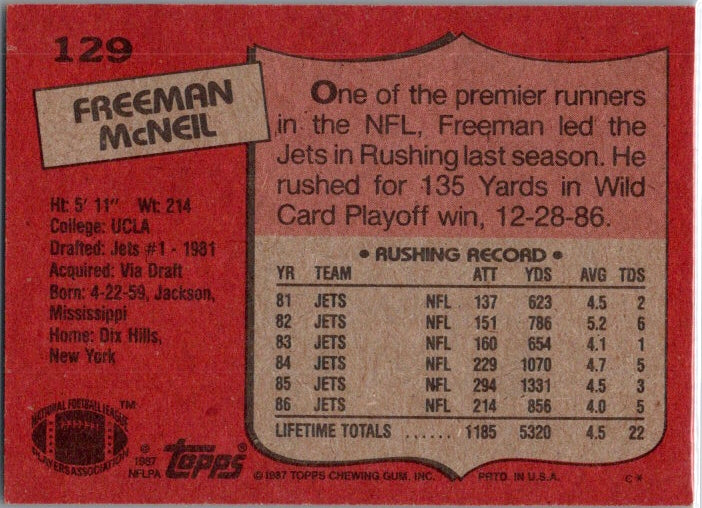 129
FREEMAN
McNEIL
One of the premier runners
in the NFL, Freeman led the
Jets in Rushing last season. He
rushed for 135 Yards in Wild
Card Playoff win, 12-28-86.
Ht: 5' 11" Wt: 214
College: UCLA
Drafted: Jets #1 - 1981
Acquired: Via Draft
Born: 4-22-59, Jackson,
Mississippi
Home: Dix Hills,
New York
• RUSHING RECORD •
YR TEAM ATT YDS AVG TDS
81 JETS NFL 137 623 4.5 2
82 JETS NFL 151 786 5.2 6
83 JETS NFL 160 654 4.1 1
84 JETS NFL 229 1070 4.7 5
85 JETS NFL 294 1331 4.5 3
86 JETS NFL 214 856 4.0 5
LIFETIME TOTALS ...... 1185 5320 4.5 22
NATIONAL FOOTBALL LEAGUE
PLAYERS ASSOCIATION
TM
© 1987
NFLPA
topps®
© 1987 TOPPS CHEWING GUM, INC. PRTD. IN U.S.A.
C*